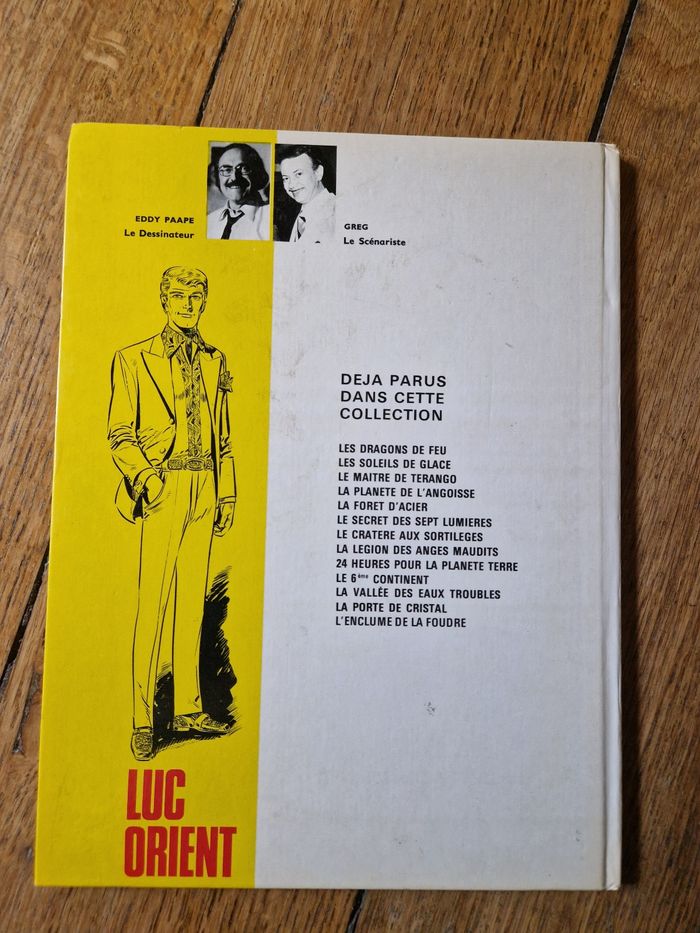 EDDY PAAPE
Le Dessinateur
GREG
Le Scénariste
DEJA PARUS
DANS CETTE
COLLECTION
LES DRAGONS DE FEU
LES SOLEILS DE GLACE
LE MAITRE DE TERANGO
LA PLANETE DE L'ANGOISSE
LA FORET D'ACIER
LE SECRET DES SEPT LUMIERES
LE CRATERE AUX SORTILEGES
LA LEGION DES ANGES MAUDITS
24 HEURES POUR LA PLANETE TERRE
LE 6ème CONTINENT
LA VALLÉE DES EAUX TROUBLES
LA PORTE DE CRISTAL
L'ENCLUME DE LA FOUDRE
LUC
ORIENT